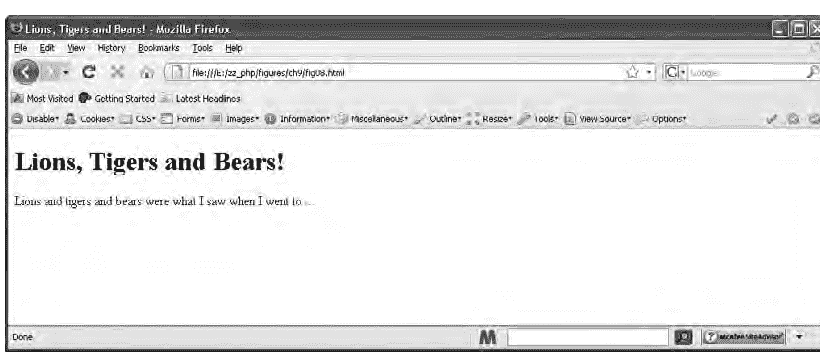 Lions, Tigers and Bears! - Mozilla Firefox
File Edit View History Bookmarks Tools Help
file:///E:/zz_php/figures/ch9/fig08.html Google
Most Visited Getting Started Latest Headlines
Disable Cookies CSS Forms Images Information Miscellaneous Outline Resize Tools View Source Options
Lions, Tigers and Bears!
Lions and tigers and bears were what I saw when I went to ...
Done